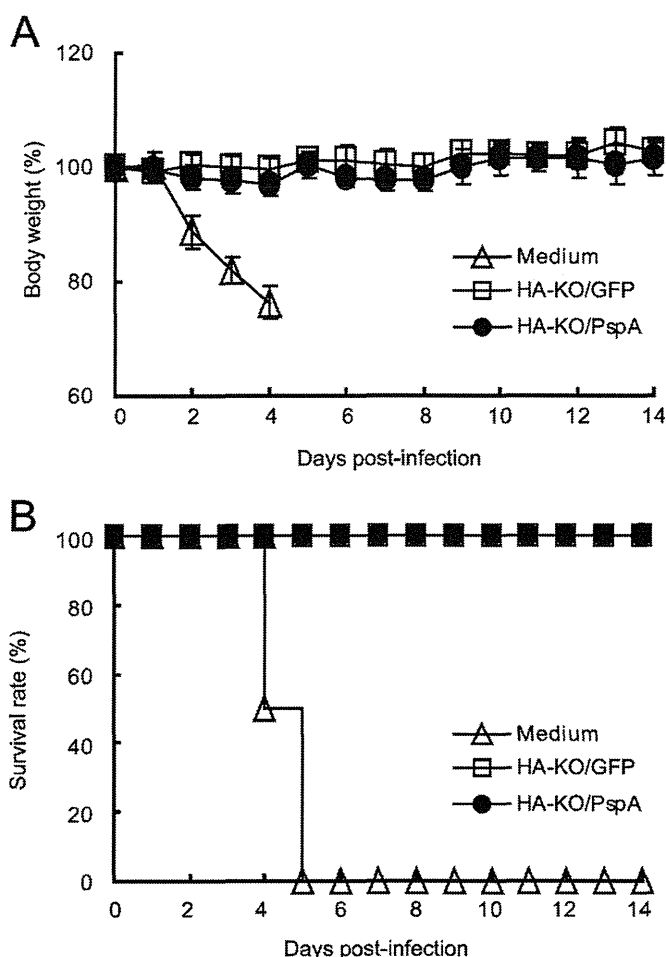 A
120
100
80
60
Body weight (%)
Medium
HA-KO/GFP
HA-KO/PspA
0 2 4 6 8 10 12 14
Days post-infection
B
100
80
60
40
20
0
Survival rate (%)
Medium
HA-KO/GFP
HA-KO/PspA
0 2 4 6 8 10 12 14
Days post-infection